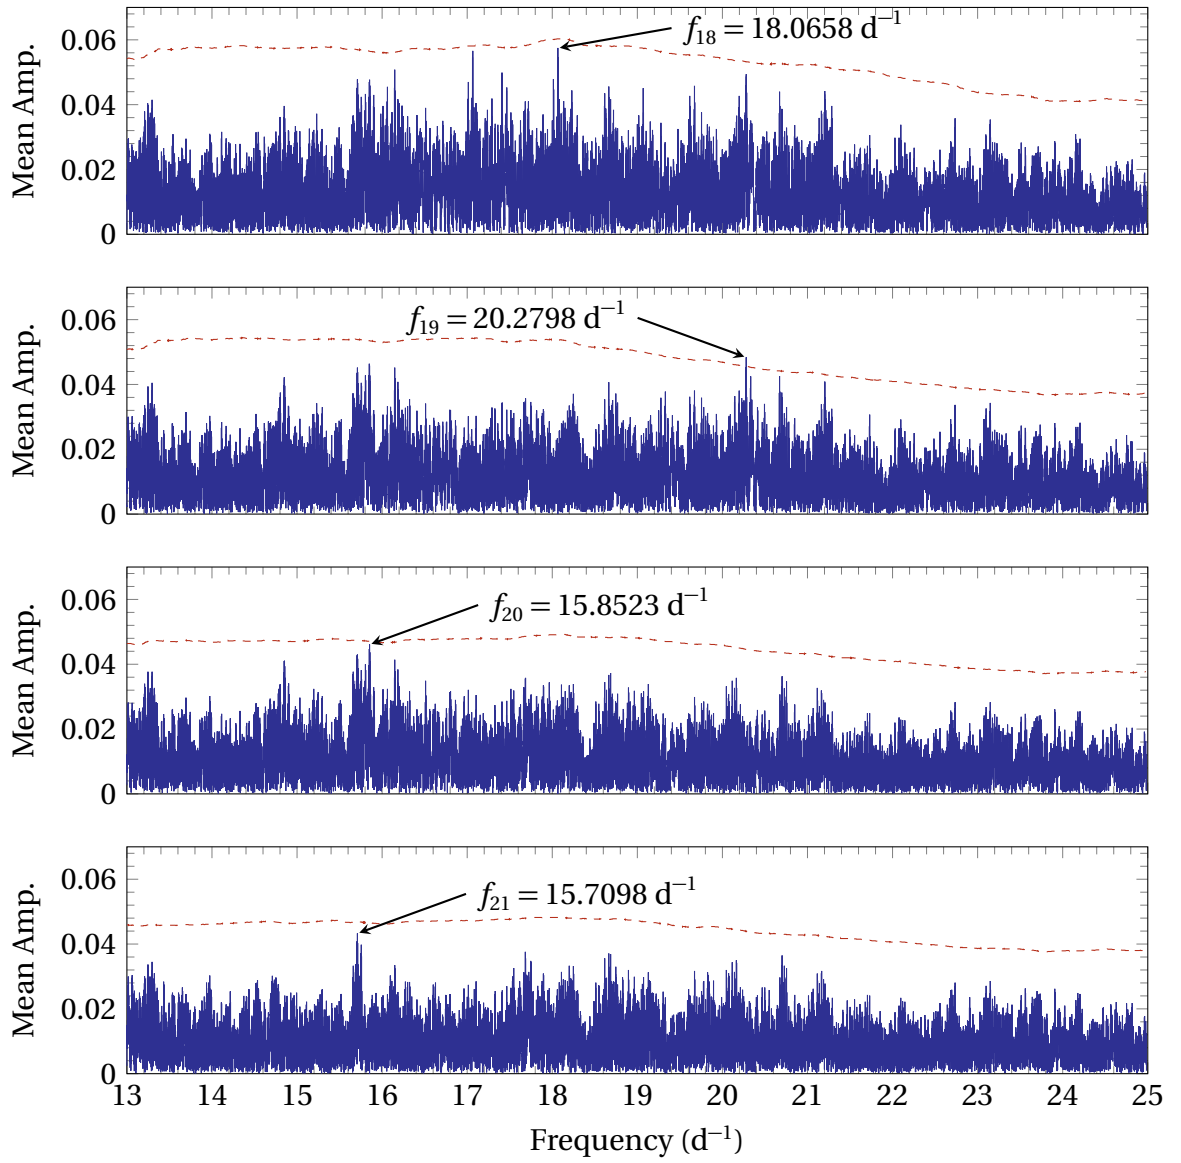 Mean Amp.
0.06
0.04
0.02
0
f18 = 18.0658 d−1
Mean Amp.
0.06
0.04
0.02
0
f19 = 20.2798 d−1
Mean Amp.
0.06
0.04
0.02
0
f20 = 15.8523 d−1
Mean Amp.
0.06
0.04
0.02
0
f21 = 15.7098 d−1
13 14 15 16 17 18 19 20 21 22 23 24 25
Frequency (d−1)